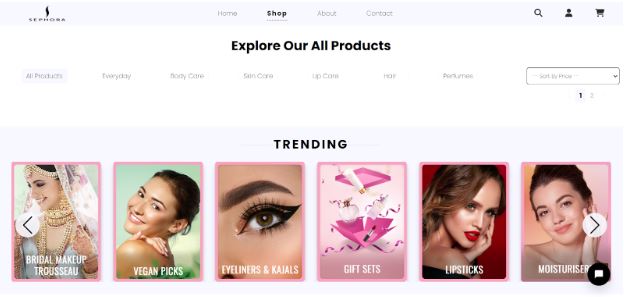 SEPHORA
Home Shop About Contact
Explore Our All Products
All Products Everyday Body Care Skin Care Lip Care Hair Perfumes
-- Sort By Price --
1 2
TRENDING
BRIDAL MAKEUP
TROUSSEAU
VEGAN PICKS
EYELINERS & KAJALS
GIFT SETS
LIPSTICKS
MOISTURISER